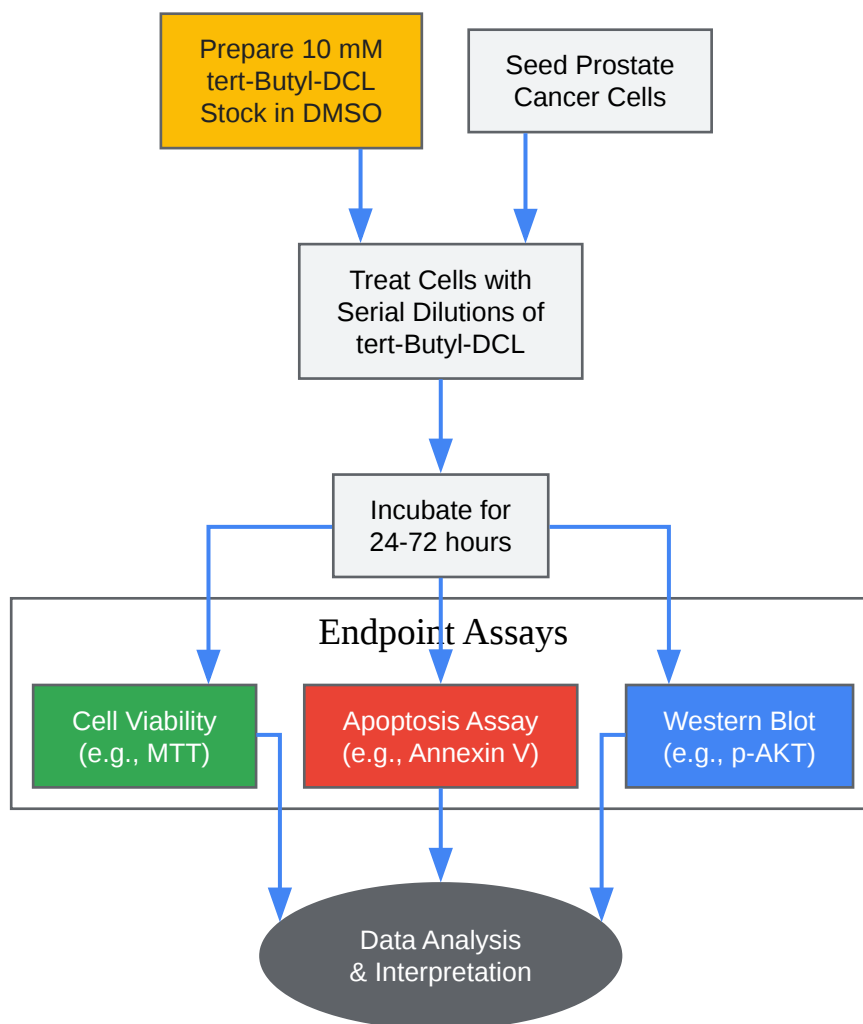 Prepare 10 mM
tert-Butyl-DCL
Stock in DMSO
Seed Prostate
Cancer Cells
Treat Cells with
Serial Dilutions of
tert-Butyl-DCL
Incubate for
24-72 hours
Endpoint Assays
Cell Viability
(e.g., MTT)
Apoptosis Assay
(e.g., Annexin V)
Western Blot
(e.g., p-AKT)
Data Analysis
& Interpretation